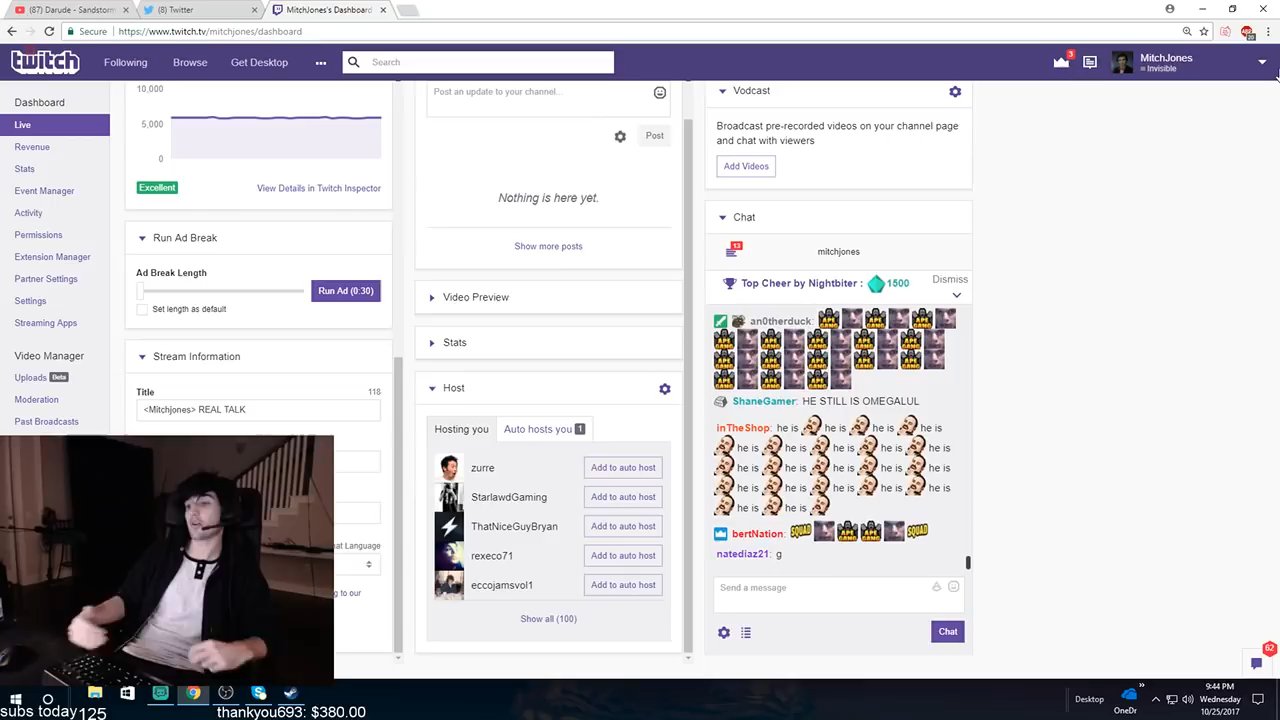 (87) Darude - Sandstorm
(8) Twitter
MitchJones's Dashboard
Secure
https://www.twitch.tv/mitchjones/dashboard
twitch
Following
Browse
Get Desktop
Search
3
MitchJones
Invisible
Dashboard
Live
Revenue
Stats
Event Manager
Activity
Permissions
Extension Manager
Partner Settings
Settings
Streaming Apps
Video Manager
Uploads Beta
Moderation
Past Broadcasts
10,000
5,000
0
Excellent
View Details in Twitch Inspector
Run Ad Break
Ad Break Length
Run Ad (0:30)
Set length as default
Stream Information
Title
118
<Mitchjones> REAL TALK
Language
Post an update to your channel...
Post
Nothing is here yet.
Show more posts
Video Preview
Stats
Host
Hosting you
Auto hosts you 1
zurre
Add to auto host
StarlawdGaming
Add to auto host
ThatNiceGuyBryan
Add to auto host
rexeco71
Add to auto host
eccojamsvol1
Add to auto host
Show all (100)
Vodcast
Broadcast pre-recorded videos on your channel page
and chat with viewers
Add Videos
Chat
13
mitchjones
Top Cheer by Nightbiter : 1500
Dismiss
an0therduck:
ShaneGamer: HE STILL IS OMEGALUL
inTheShop: he is he is he is
he is he is he is he is he is
he is he is he is he is he is
he is he is he is he is he is
he is he is
bertNation: SQUAD SQUAD
natediaz21: g
Send a message
Chat
62
Desktop
OneDr
9:44 PM
Wednesday
10/25/2017
subs today 125
thankyou693: $380.00